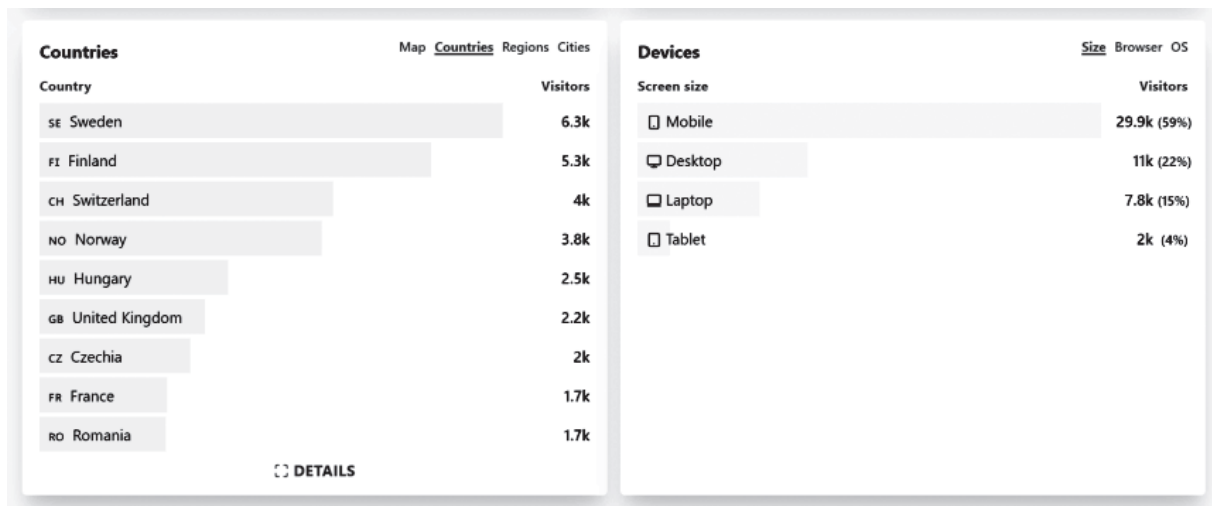 Countries
Map Countries Regions Cities
Country Visitors
SE Sweden 6.3k
FI Finland 5.3k
CH Switzerland 4k
NO Norway 3.8k
HU Hungary 2.5k
GB United Kingdom 2.2k
CZ Czechia 2k
FR France 1.7k
RO Romania 1.7k
DETAILS
Devices
Size Browser OS
Screen size Visitors
Mobile 29.9k (59%)
Desktop 11k (22%)
Laptop 7.8k (15%)
Tablet 2k (4%)